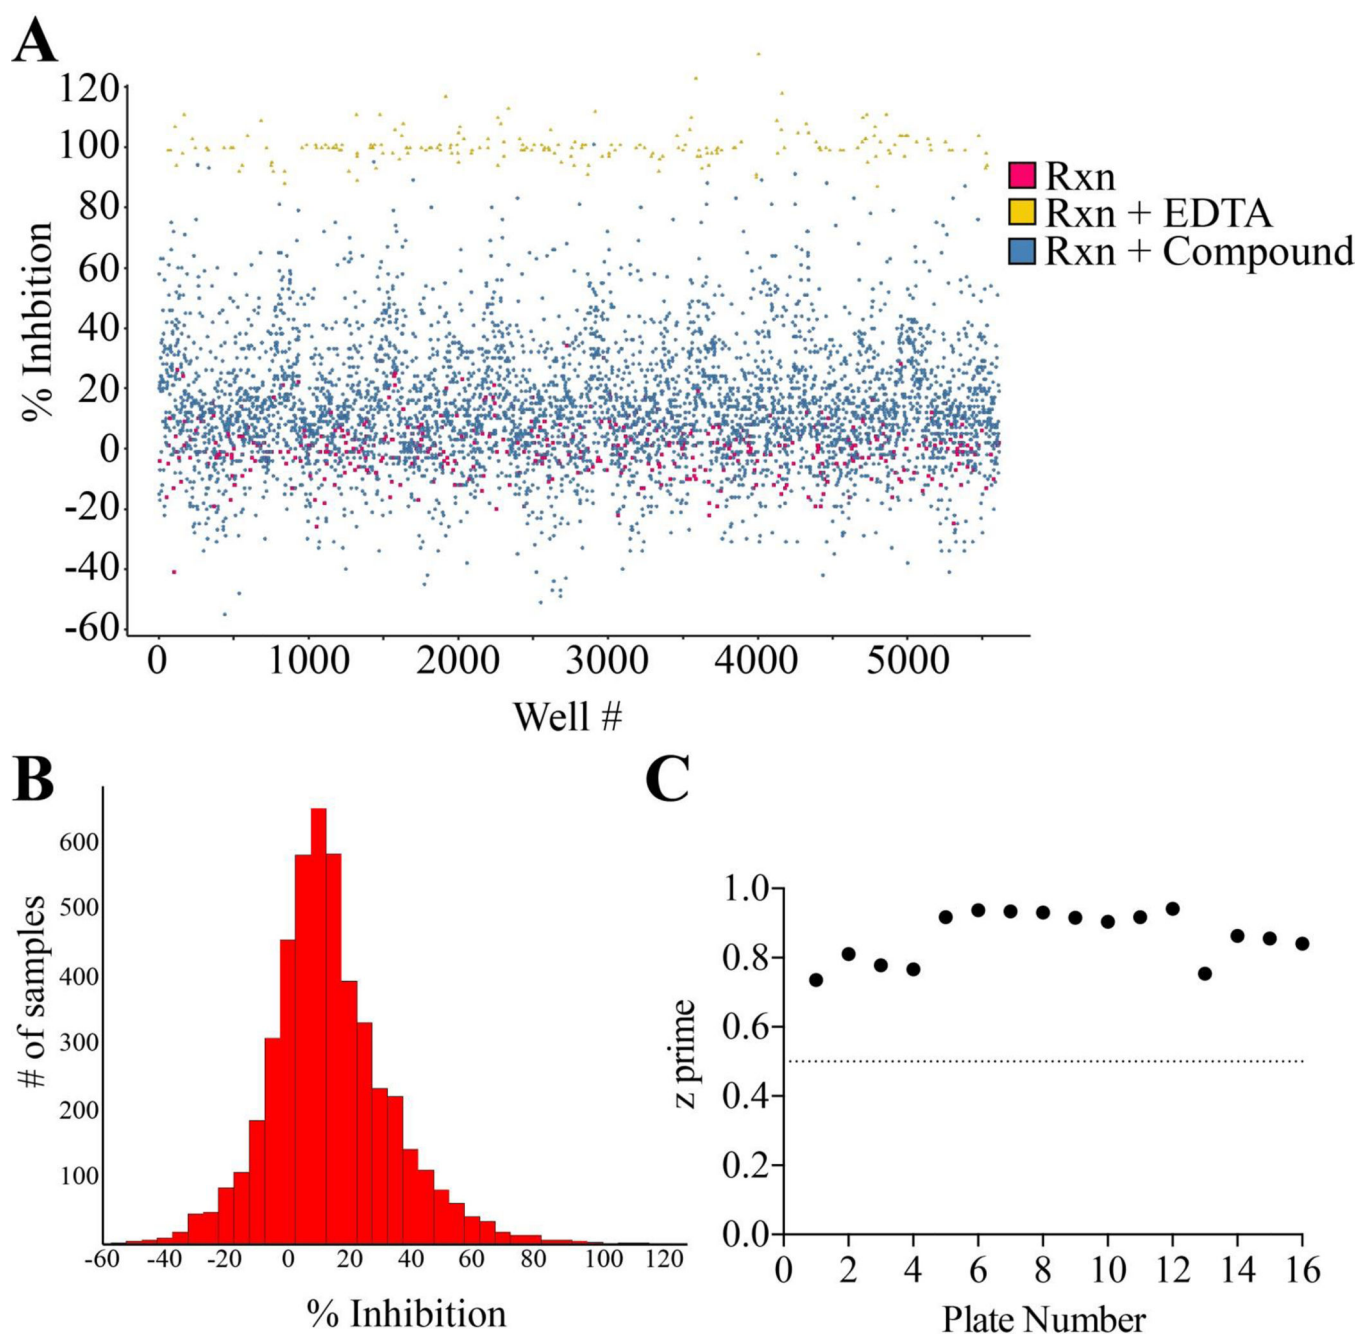 A
120
100
80
60
40
20
0
-20
-40
-60
% Inhbition
0 1000 2000 3000 4000 5000
Well #
Rxn
Rxn + EDTA
Rxn + Compound
B
600
500
400
300
200
100
# of samples
-60 -40 -20 0 20 40 60 80 100 120
% Inhibition
C
1.0
0.8
0.6
0.4
0.2
0.0
z prime
0 2 4 6 8 10 12 14 16
Plate Number